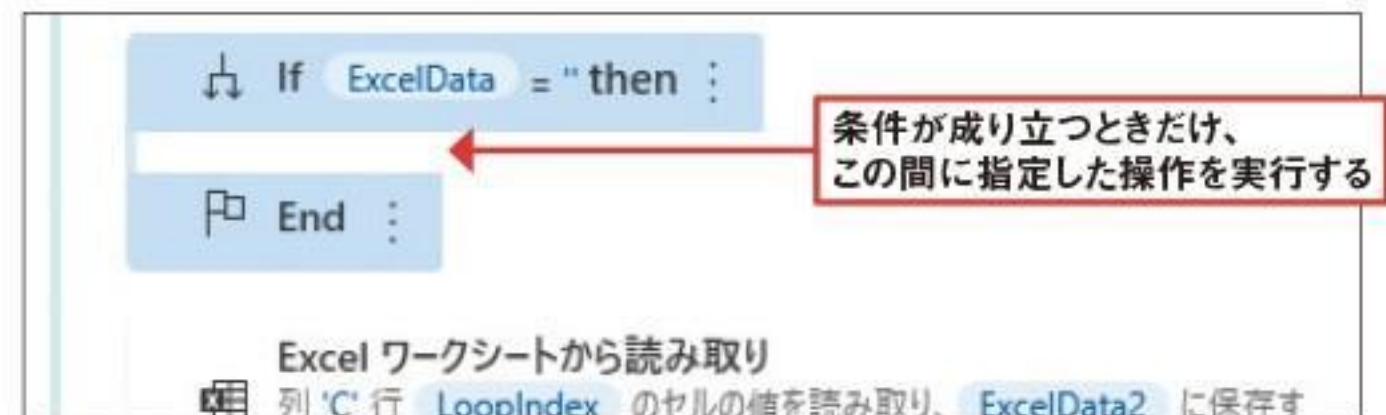 If ExcelData = '' then
条件が成り立つときだけ、
この間に指定した操作を実行する
End
Excel ワークシートから読み取り
列 'C' 行 LoopIndex のセルの値を読み取り、 ExcelData2 に保存す